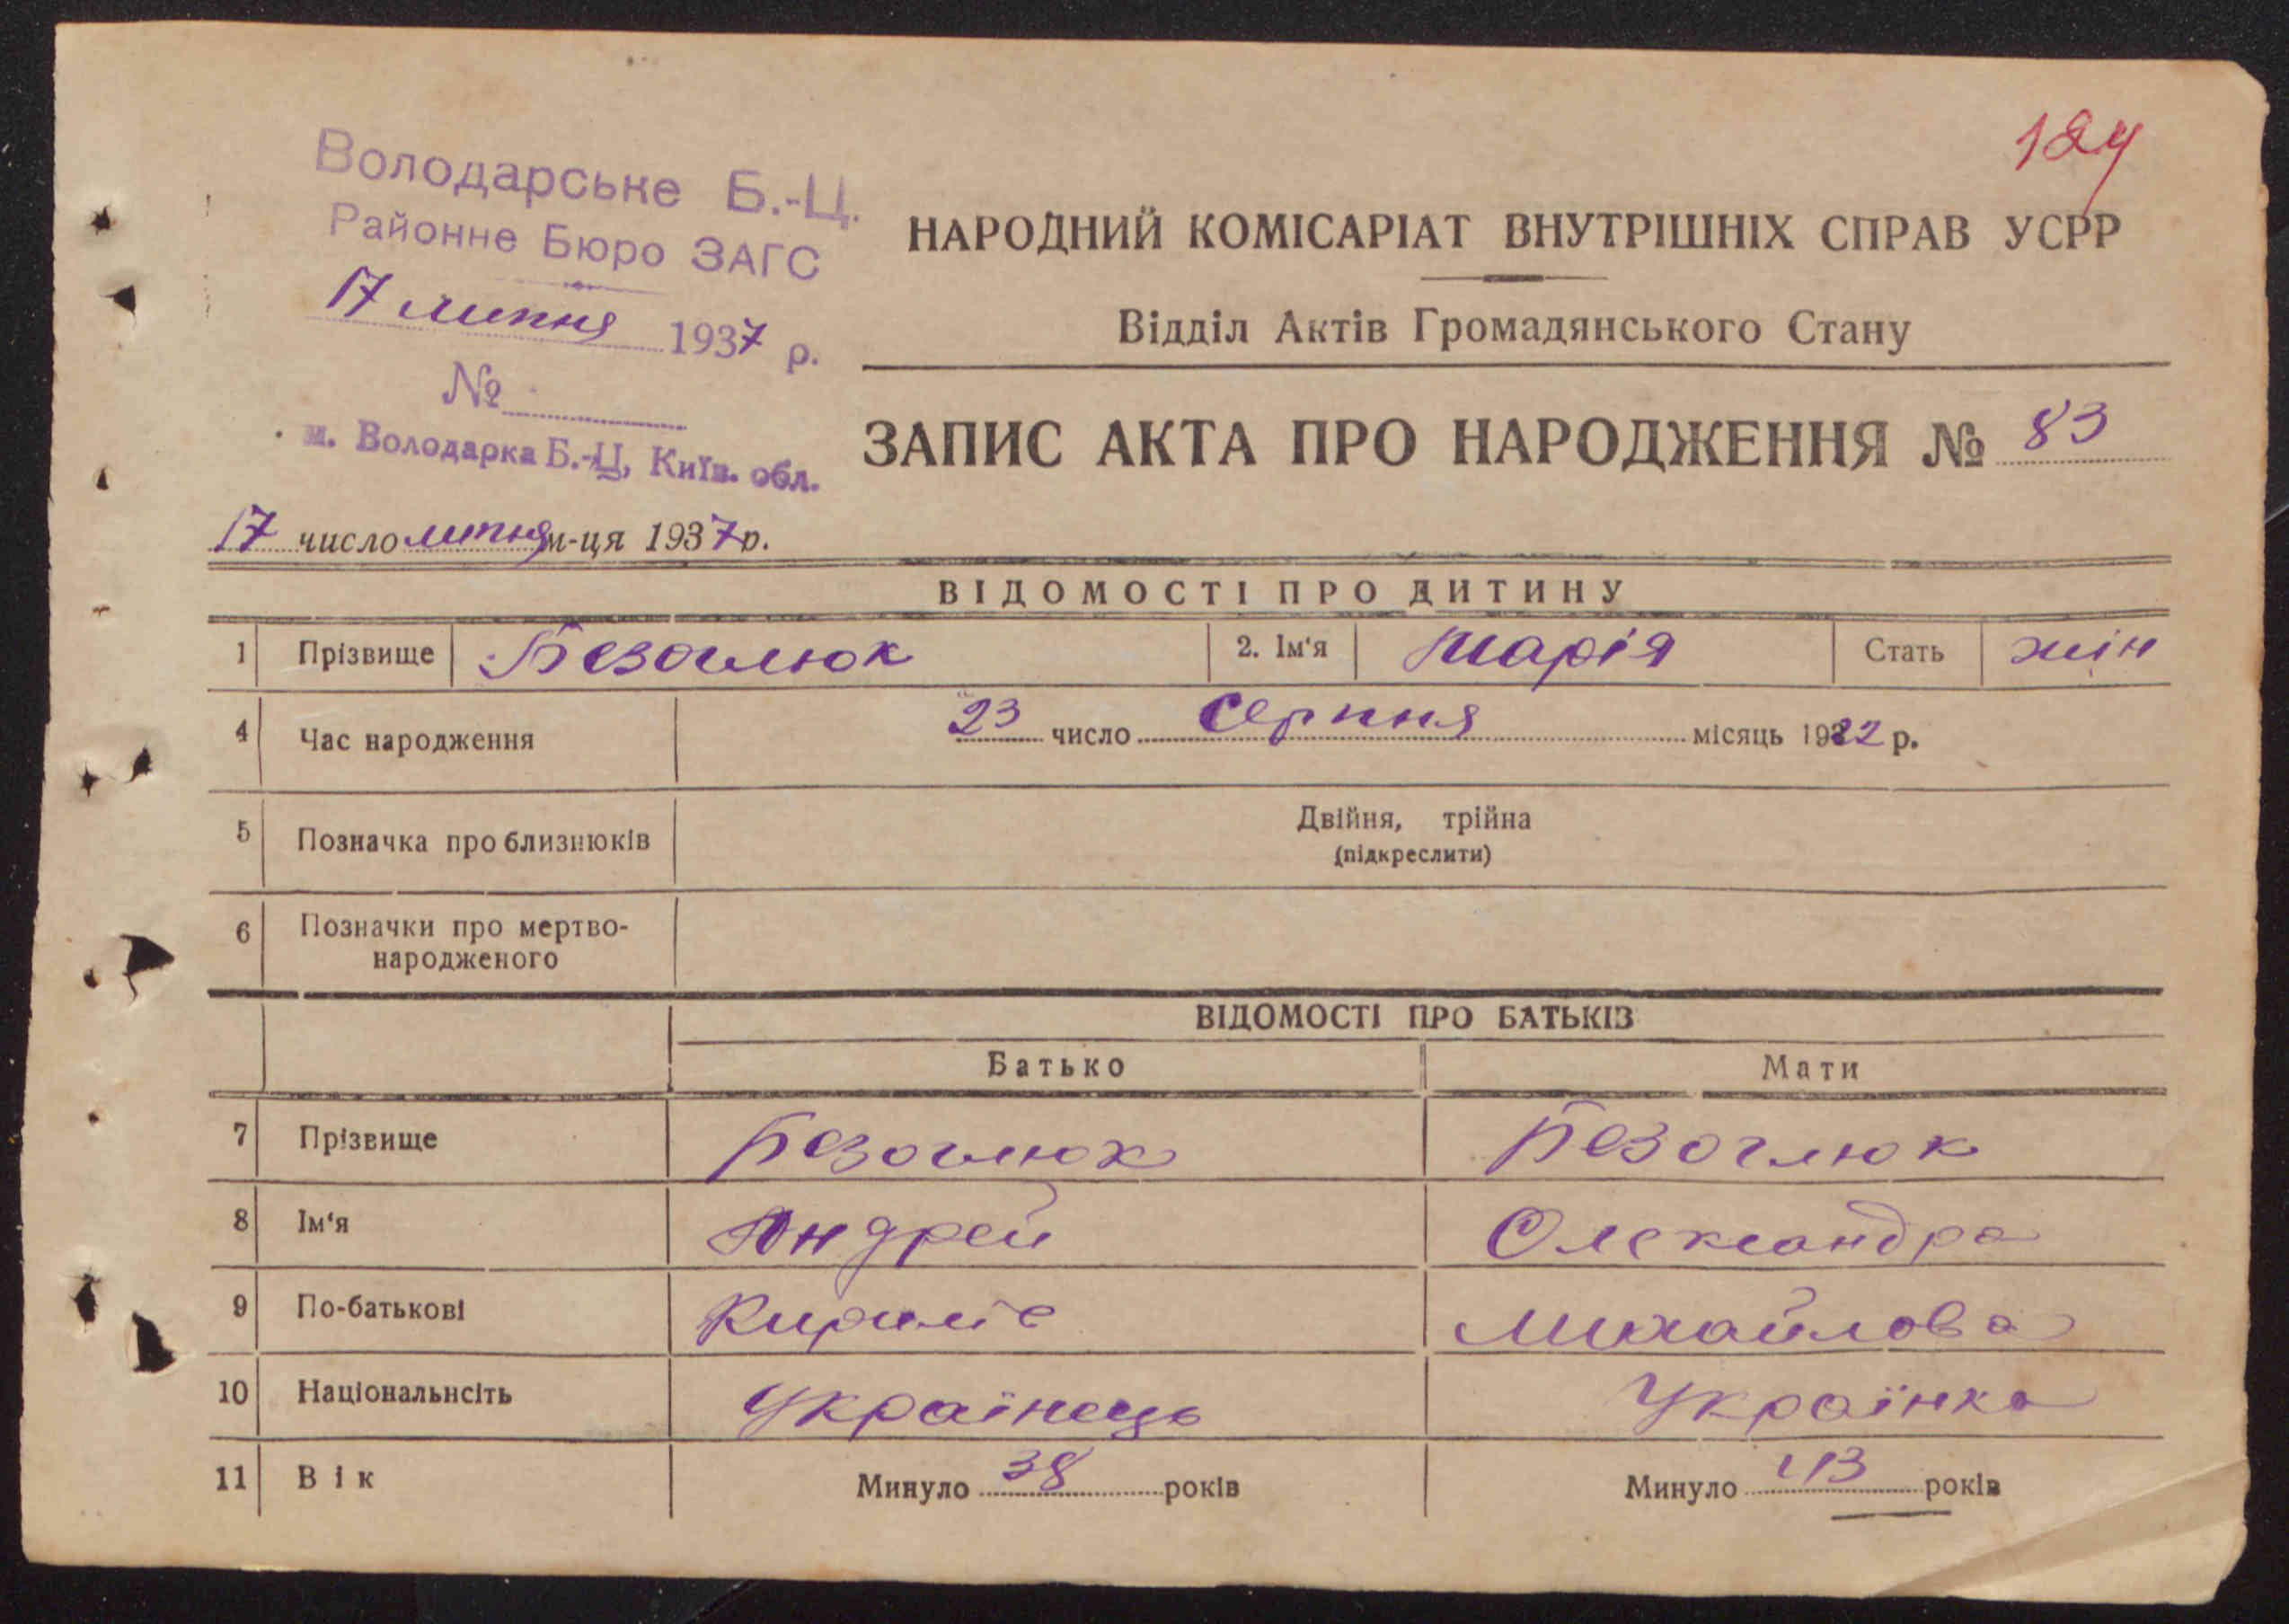 124
Володарське Б.-Ц.
Районне Бюро ЗАГС
17 липня 1937 р.
№
м. Володарка Б.-Ц, Київ. обл.
НАРОДНИЙ КОМІСАРІАТ ВНУТРІШНІХ СПРАВ УСРР
Відділ Актів Громадянського Стану
ЗАПИС АКТА ПРО НАРОДЖЕННЯ № 83
17 число липня м-ця 1937 р.
ВІДОМОСТІ ПРО ДИТИНУ
1 Прізвище Безоглюк 2. Ім'я Марія Стать жін
4 Час народження 23 число Серпня місяць 1922 р.
5 Позначка про близнюків Двійня, трійна
(підкреслити)
6 Позначки про мертво-
народженого
ВІДОМОСТІ ПРО БАТЬКІВ
Батько Мати
7 Прізвище Безоглюк Безоглюк
8 Ім'я Андрей Олександра
9 По-батькові Михайлова
10 Національнсіть Українець Українка
11 Вік Минуло 38 років Минуло 43 років